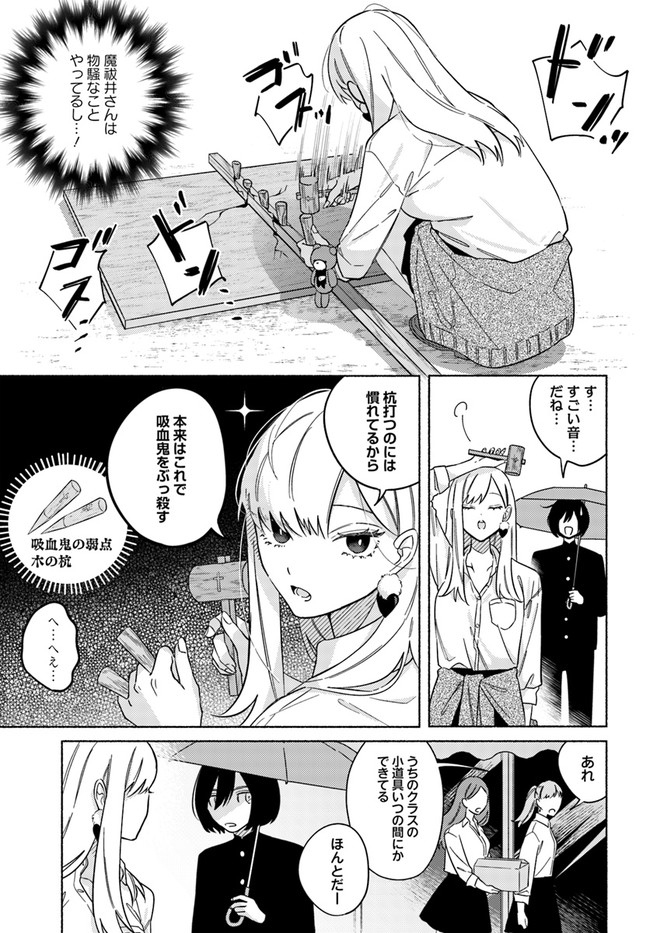 魔祓井さんは
物騒なこと
やってるし…！
ガンッ
ゴスッ
ガンッ
ゴスッ
す…
すごい音…
だね…
杭打つのには
慣れてるから
本来はこれで
吸血鬼をぶっ殺す
吸血鬼の弱点
木の杭
へ…へえ…
あれ
うちのクラスの
小道具いつの間にか
できてる
ほんとだー